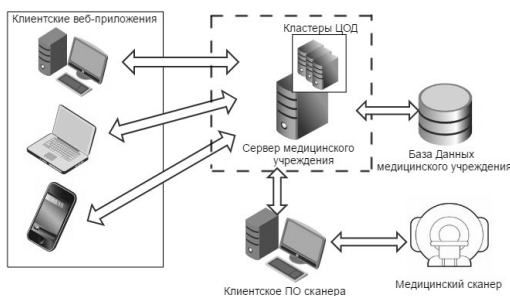 Клиентские веб-приложения
Кластеры ЦОД
Сервер медицинского
учреждения
База Данных
медицинского учреждения
Клиентское ПО сканера
Медицинский сканер